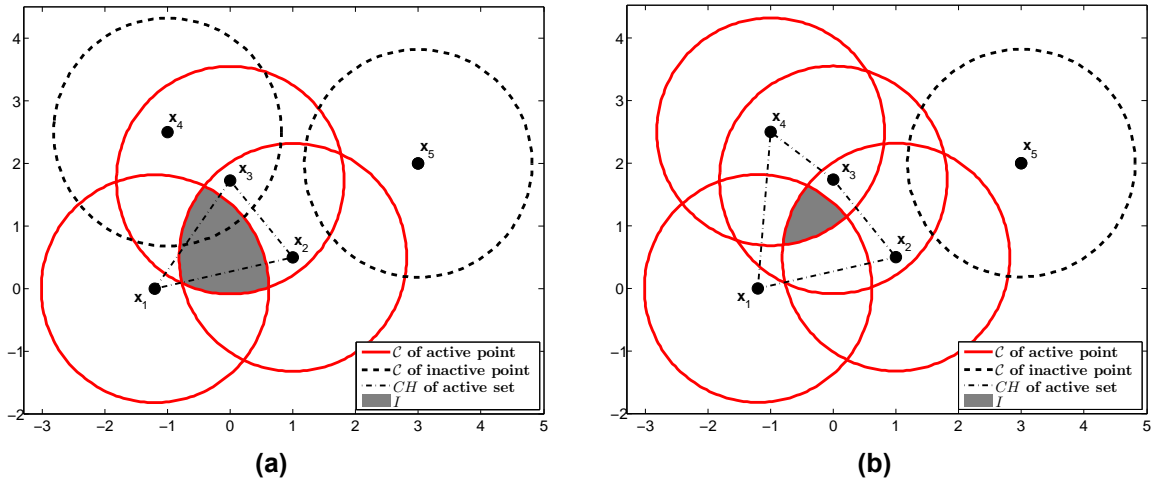 4
3
2
1
0
−1
−2
−3 −2 −1 0 1 2 3 4 5
x4
x5
x3
x2
x1
C of active point
C of inactive point
CH of active set
I
(a)
4
3
2
1
0
−1
−2
−3 −2 −1 0 1 2 3 4 5
x4
x5
x3
x2
x1
C of active point
C of inactive point
CH of active set
I
(b)